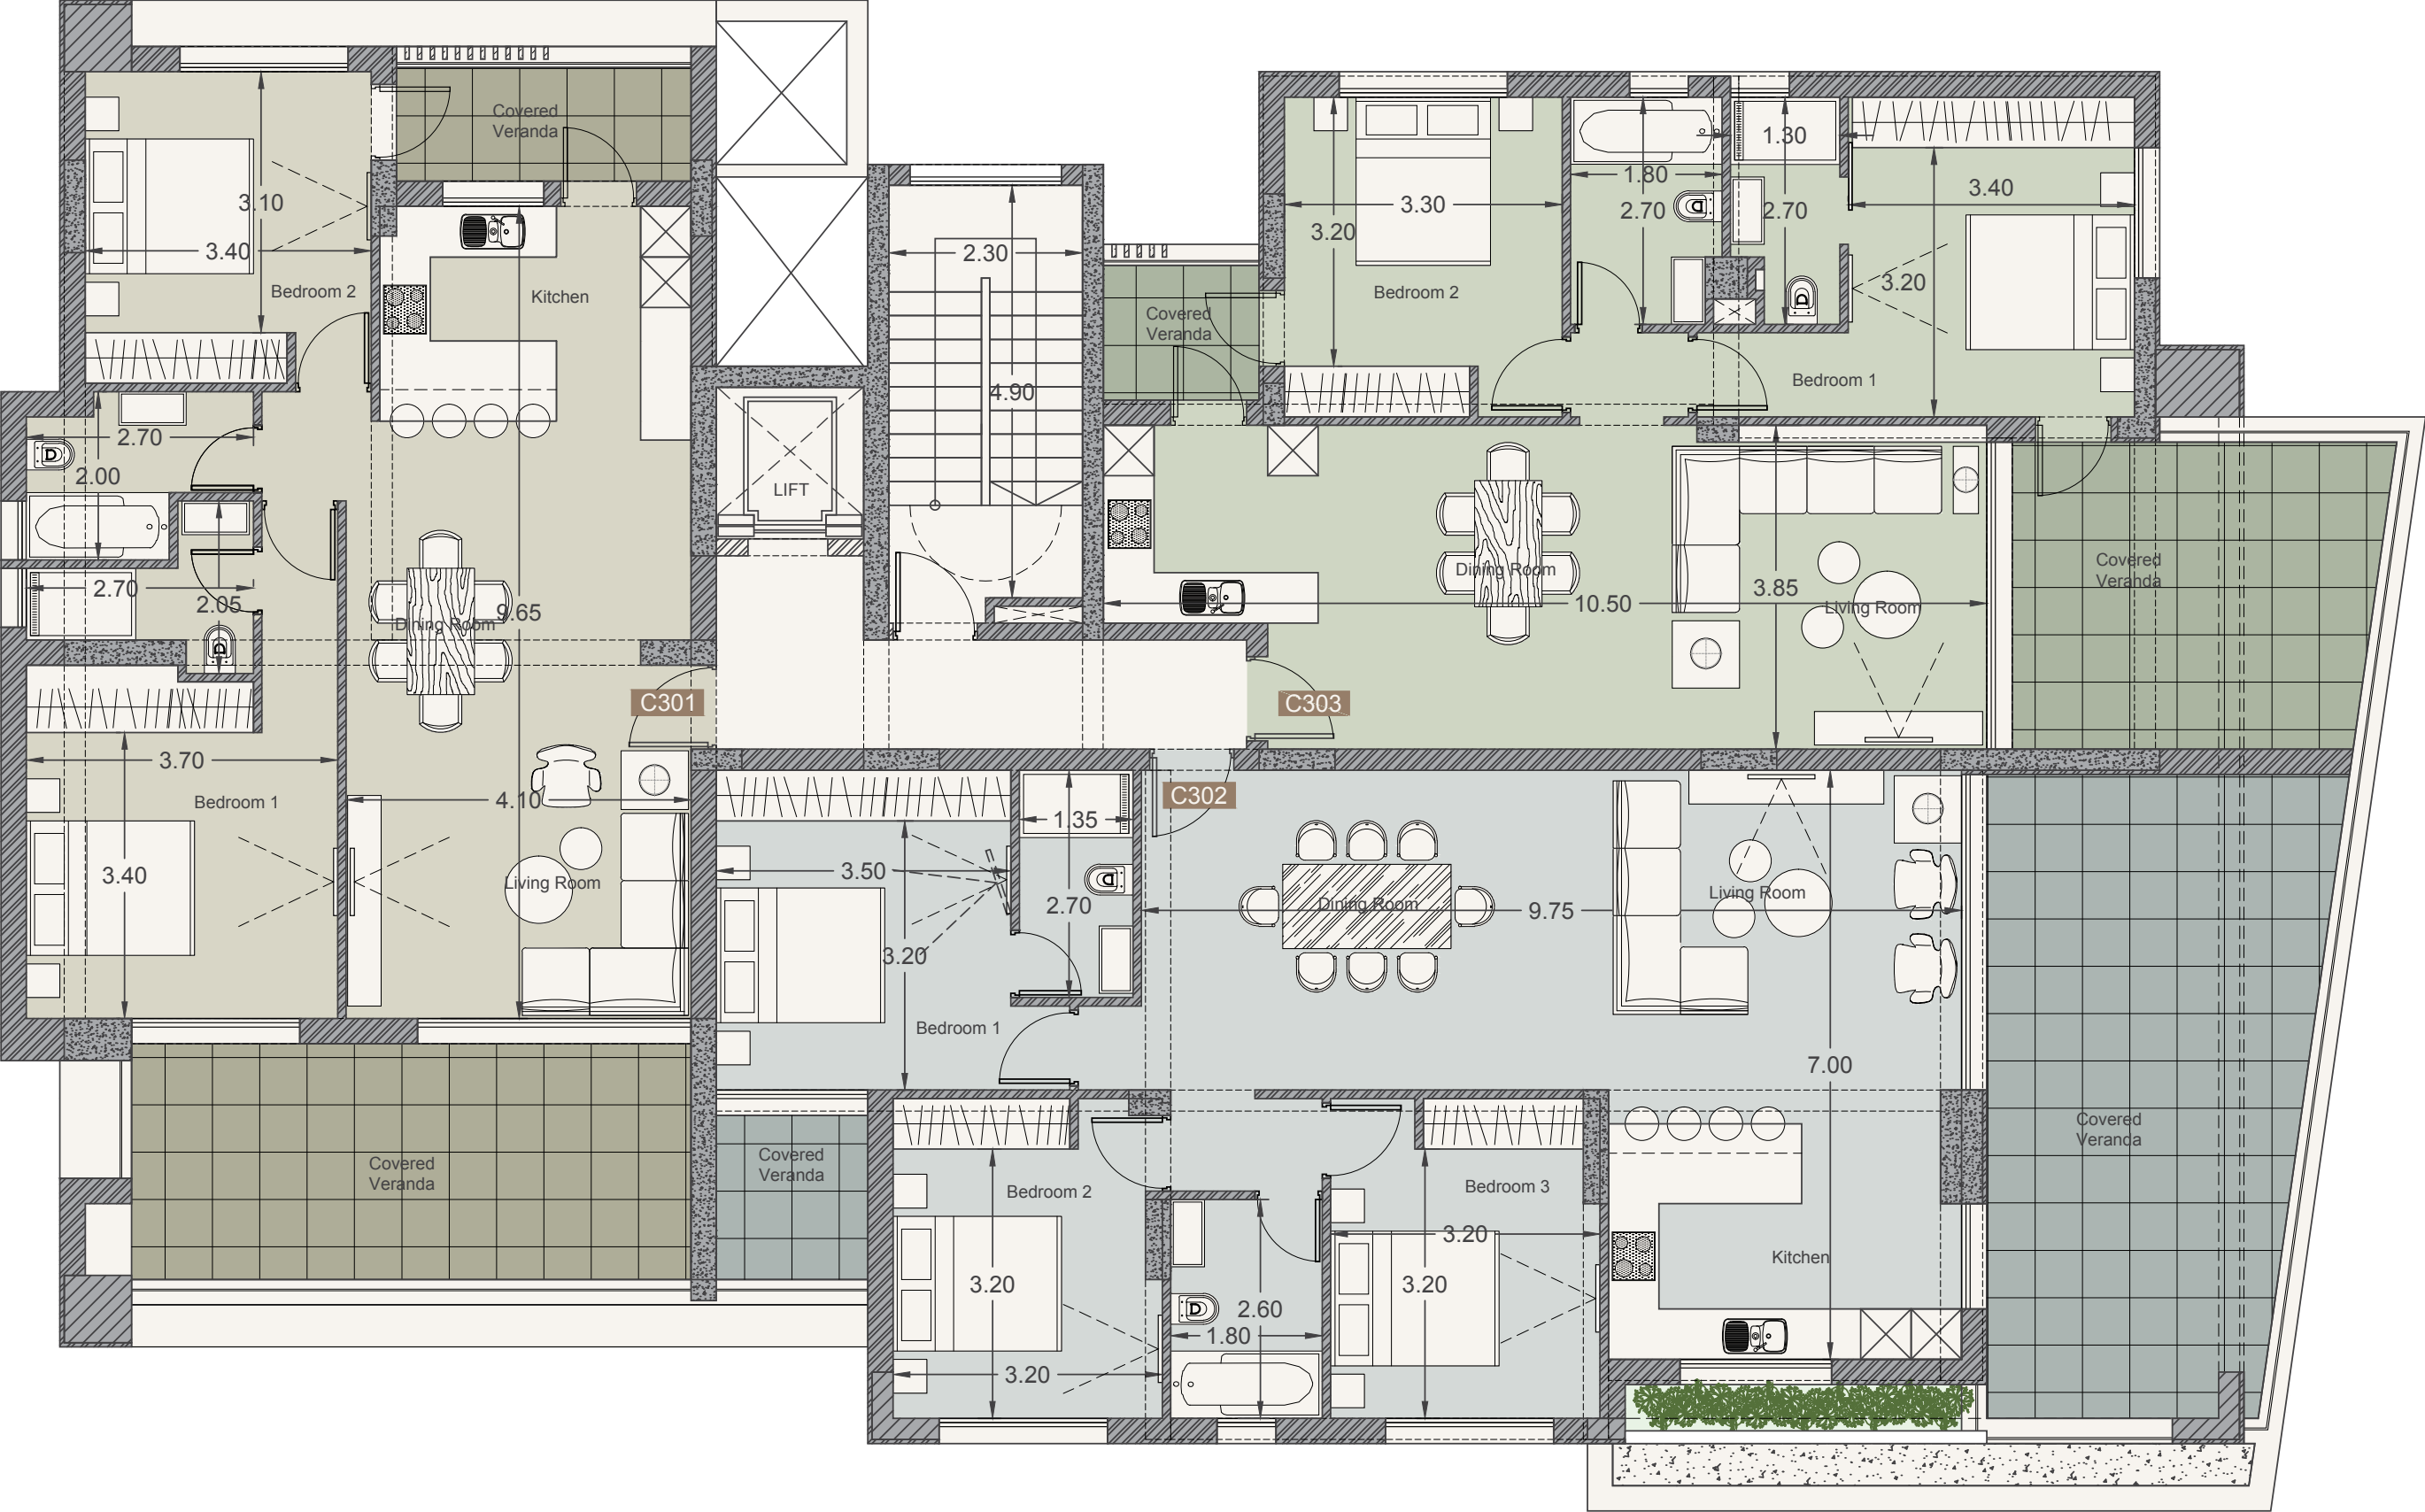 Covered
Veranda
3.10
3.40
Bedroom 2
Kitchen
2.70
2.00
2.70
2.05
Dining Room
9.65
C301
3.70
Bedroom 1
4.10
3.40
Living Room
Covered
Veranda
LIFT
2.30
4.90
Covered
Veranda
3.30
3.20
Bedroom 2
1.80
2.70
1.30
2.70
3.40
3.20
Bedroom 1
Dining Room
10.50
3.85
Living Room
Covered
Veranda
C303
C302
1.35
3.50
2.70
3.20
Bedroom 1
Dining Room
9.75
Living Room
7.00
Covered
Veranda
Covered
Veranda
Bedroom 2
3.20
3.20
2.60
1.80
Bedroom 3
3.20
3.20
Kitchen